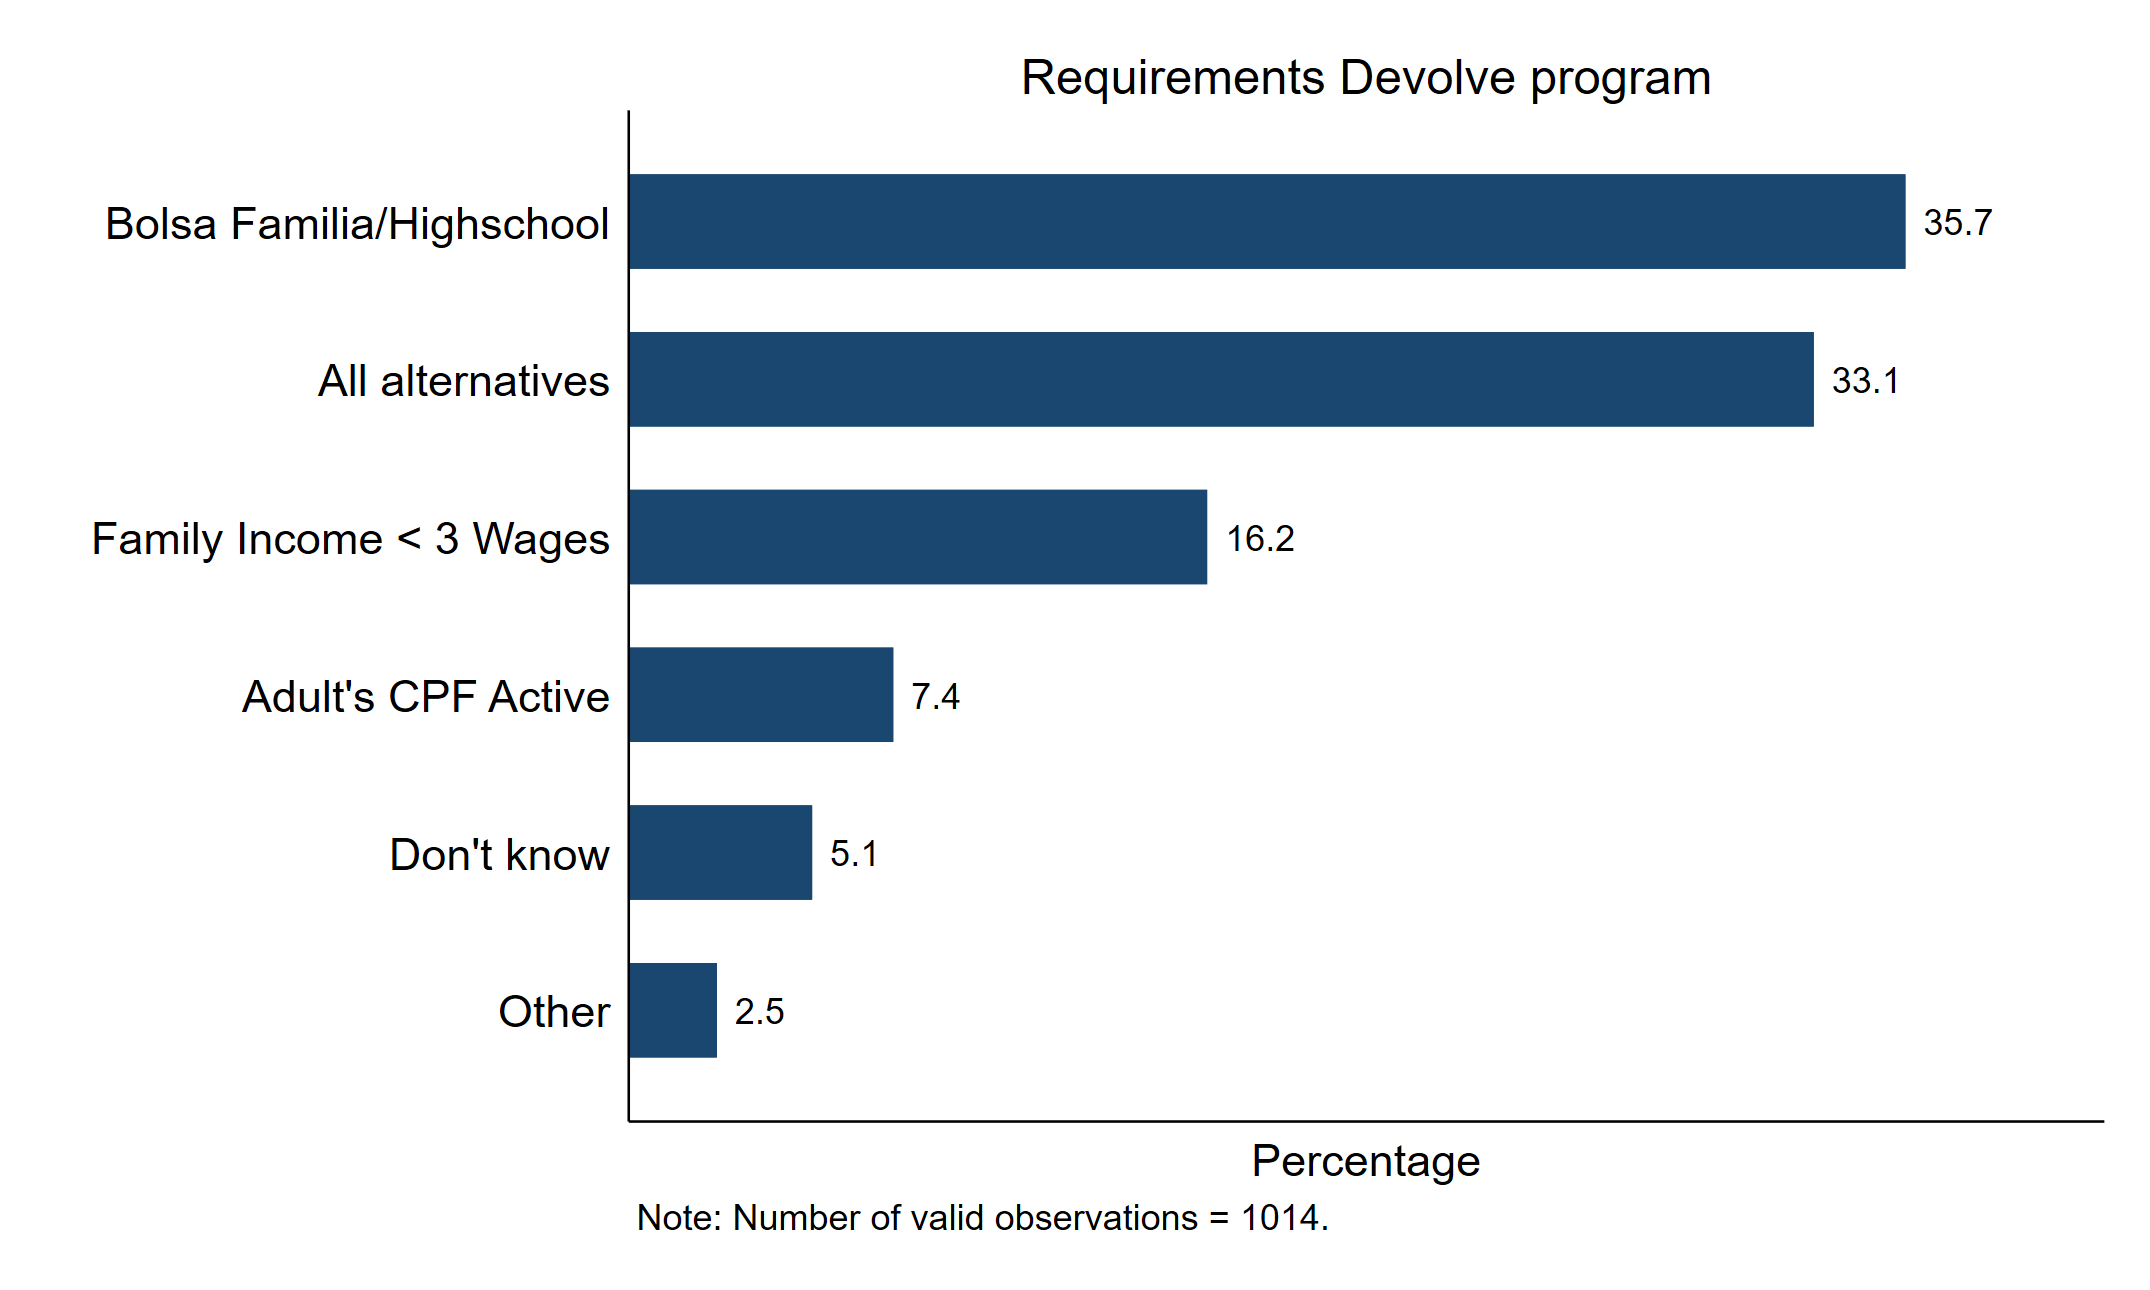 Requirements Devolve program
Bolsa Familia/Highschool
35.7
All alternatives
33.1
Family Income < 3 Wages
16.2
Adult's CPF Active
7.4
Don't know
5.1
Other
2.5
Percentage
Note: Number of valid observations = 1014.